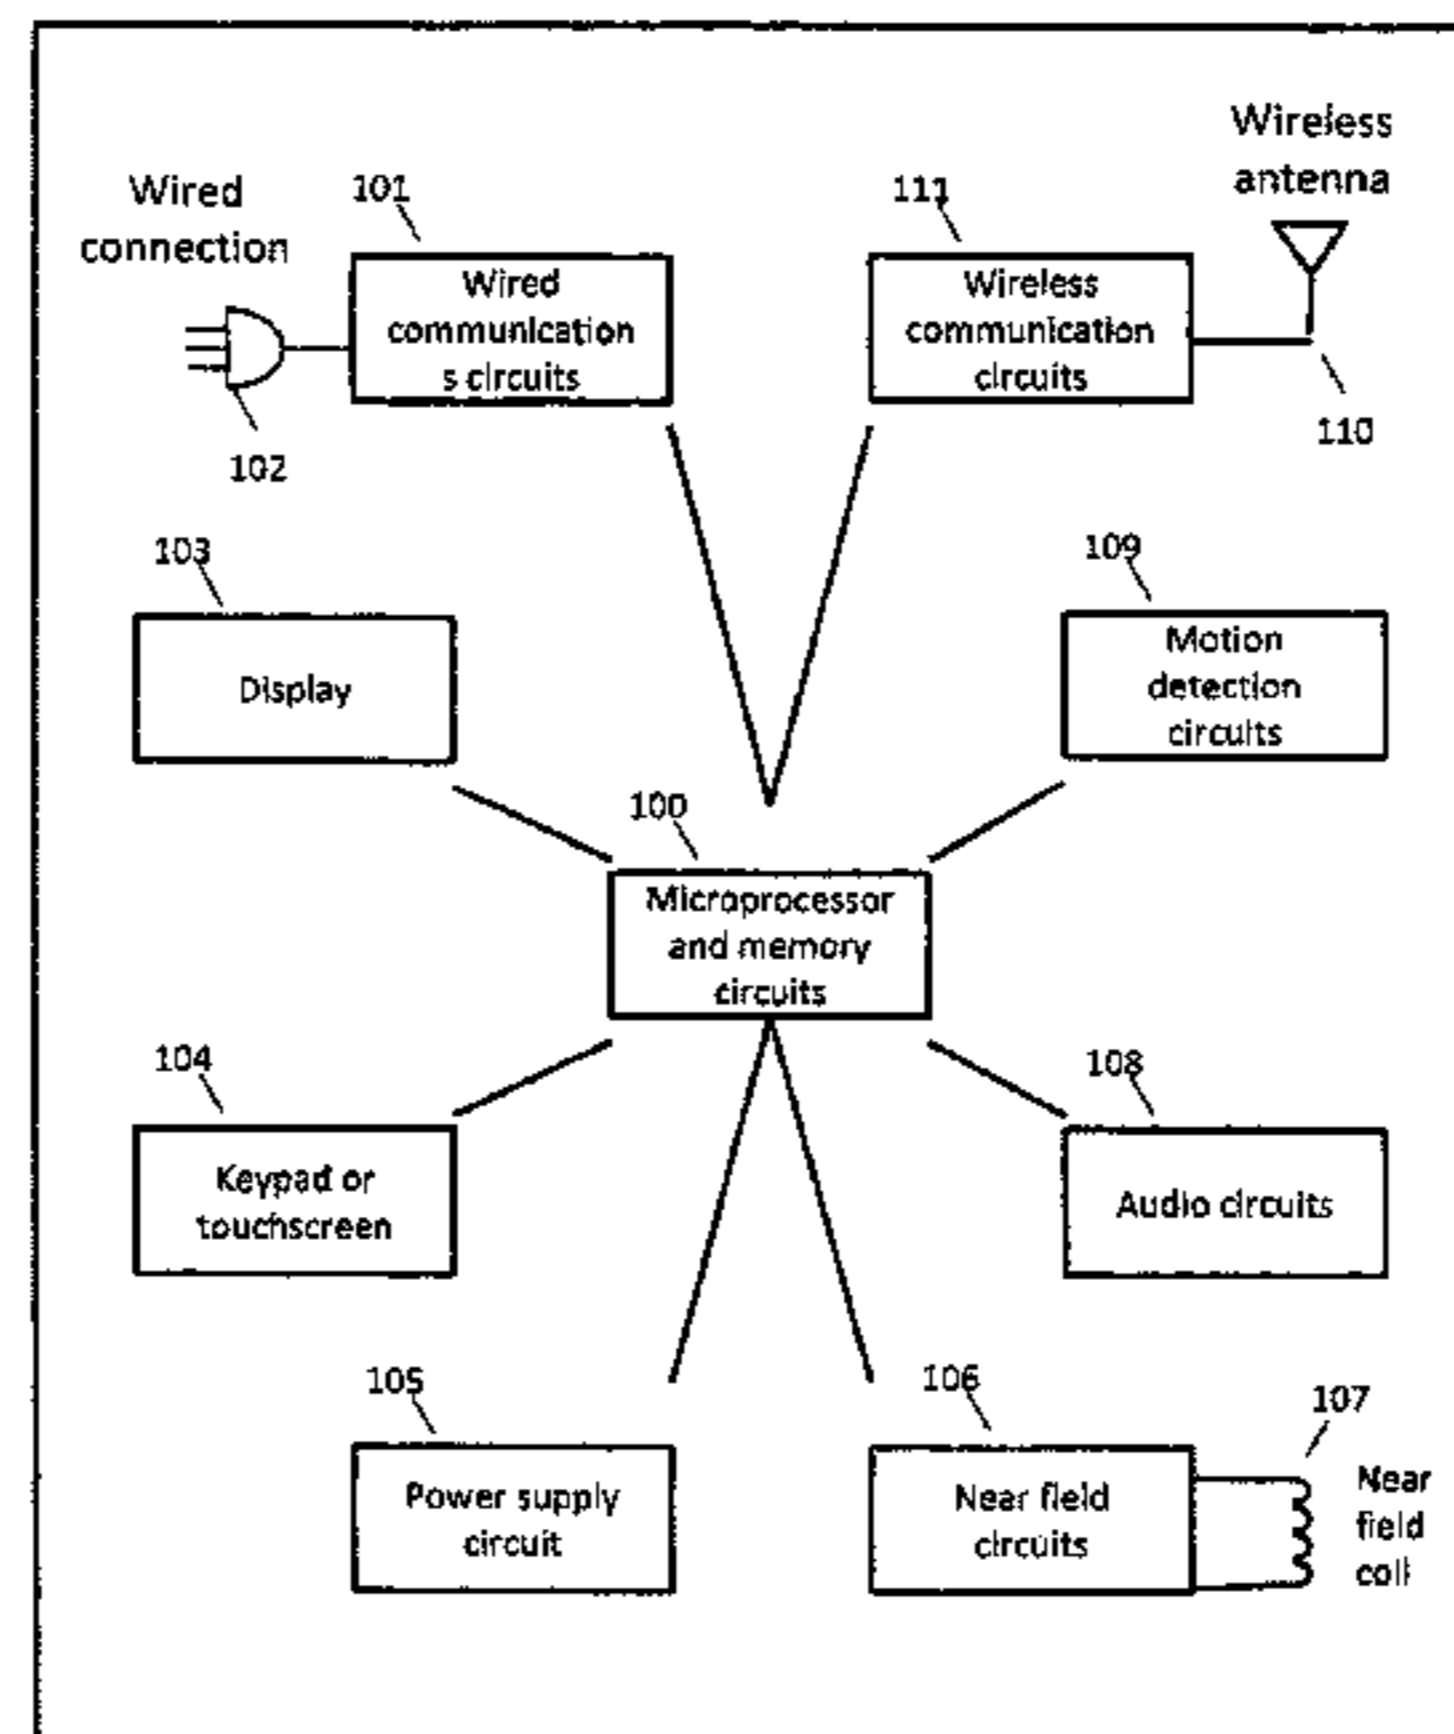 Wireless
antenna
Wired
connection
101
111
Wired
communication
s circuits
Wireless
communication
circuits
102
110
103
109
Display
Motion
detection
circuits
100
Microprocessor
and memory
circuits
104
108
Keypad or
touchscreen
Audio circuits
105
106
107
Power supply
circuit
Near field
circuits
Near
field
coil